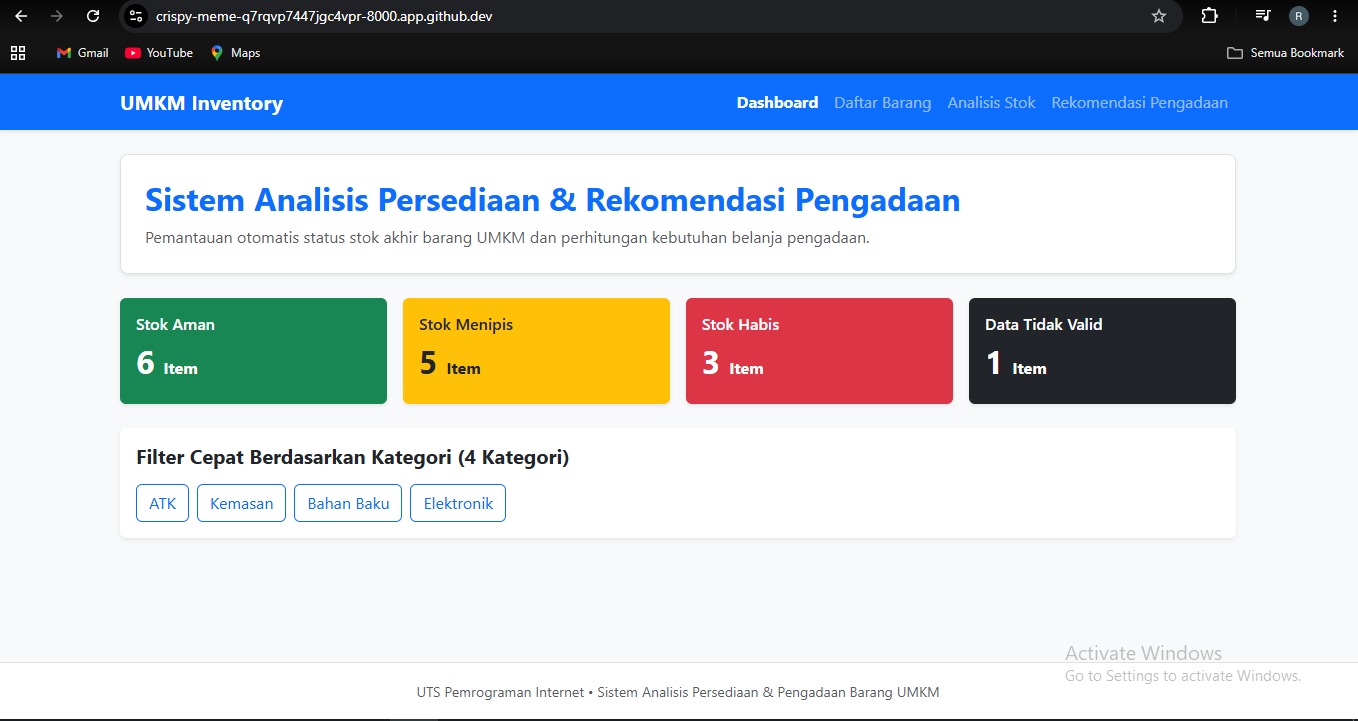 crispy-meme-q7rqvp7447jgc4vpr-8000.app.github.dev
R
Gmail YouTube Maps Semua Bookmark
UMKM Inventory Dashboard Daftar Barang Analisis Stok Rekomendasi Pengadaan
Sistem Analisis Persediaan & Rekomendasi Pengadaan
Pemantauan otomatis status stok akhir barang UMKM dan perhitungan kebutuhan belanja pengadaan.
Stok Aman
6 Item
Stok Menipis
5 Item
Stok Habis
3 Item
Data Tidak Valid
1 Item
Filter Cepat Berdasarkan Kategori (4 Kategori)
ATK Kemasan Bahan Baku Elektronik
Activate Windows
Go to Settings to activate Windows.
UTS Pemrograman Internet • Sistem Analisis Persediaan & Pengadaan Barang UMKM